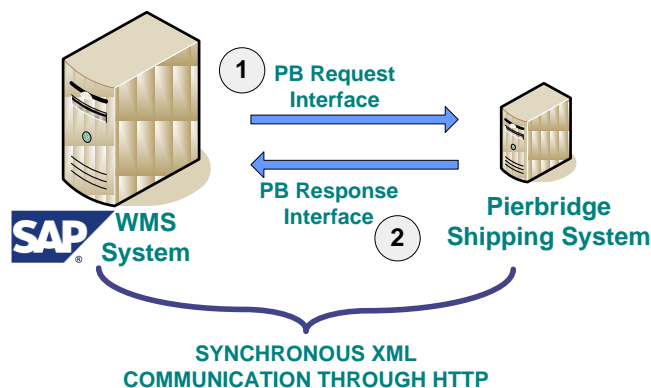 1
PB Request
Interface
PB Response
Interface
2
SAP
®
WMS
System
Pierbridge
Shipping System
SYNCHRONOUS XML
COMMUNICATION THROUGH HTTP